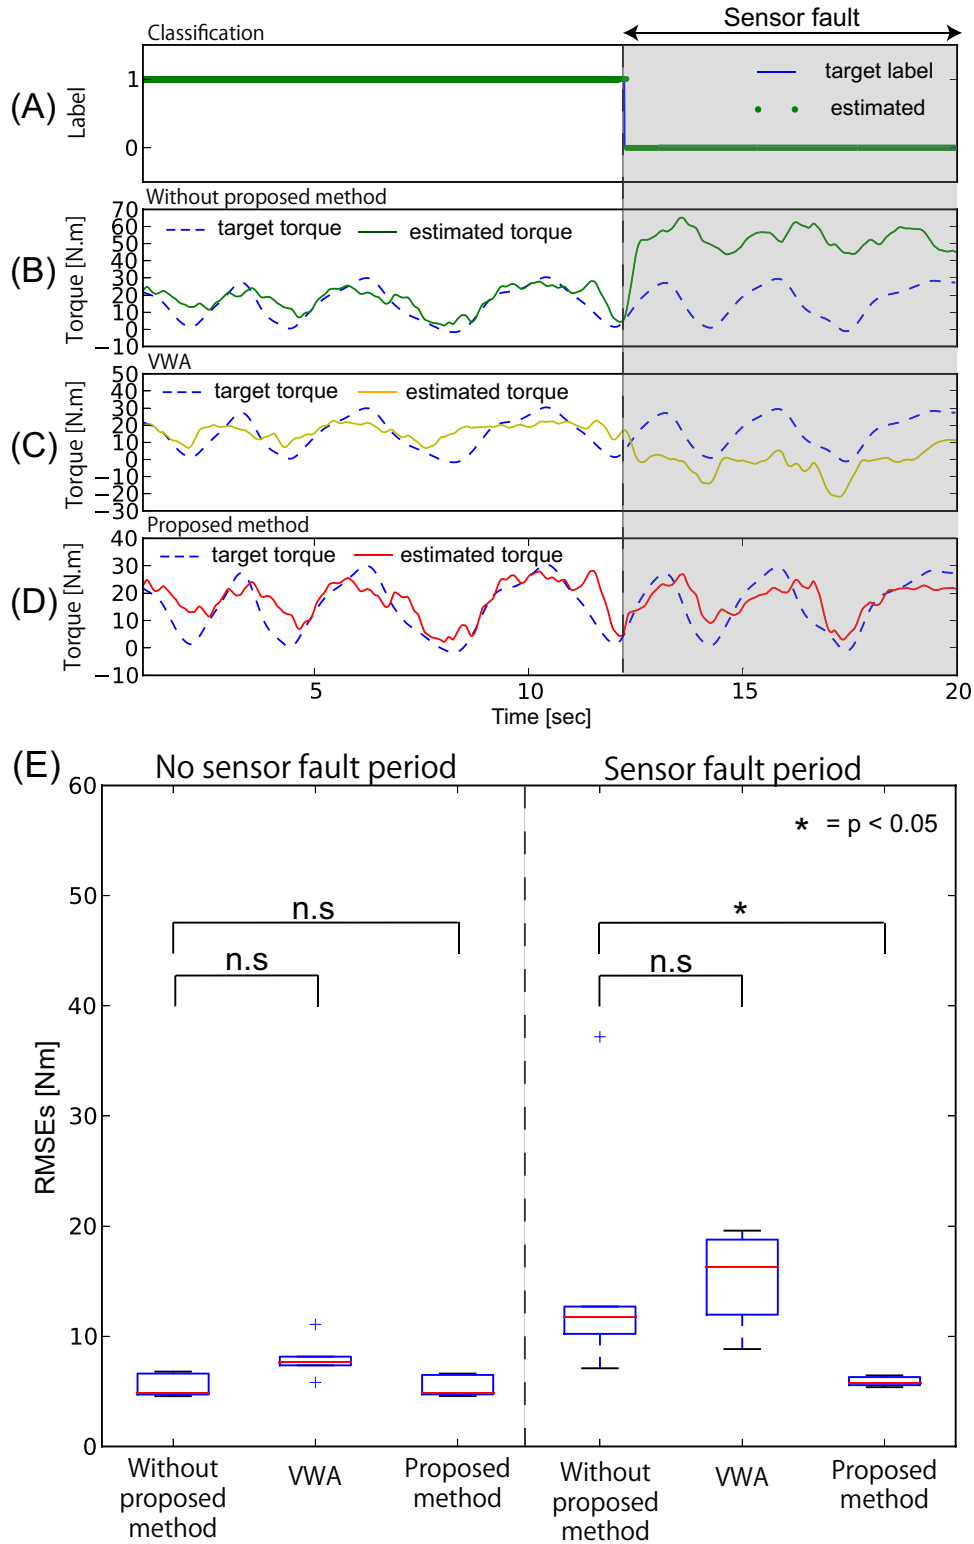 Sensor fault
Classification
(A)
Label
1
0
target label
estimated
Without proposed method
(B)
Torque [N.m]
70
60
50
40
30
20
10
0
−10
target torque
estimated torque
VWA
(C)
Torque [N.m]
50
40
30
20
10
0
−10
−20
−30
target torque
estimated torque
Proposed method
(D)
Torque [N.m]
40
30
20
10
0
−10
target torque
estimated torque
5
10
15
20
Time [sec]
(E)
No sensor fault period
Sensor fault period
* = p < 0.05
RMSEs [Nm]
60
50
40
30
20
10
0
n.s
n.s
*
n.s
Without
proposed
method
VWA
Proposed
method
Without
proposed
method
VWA
Proposed
method